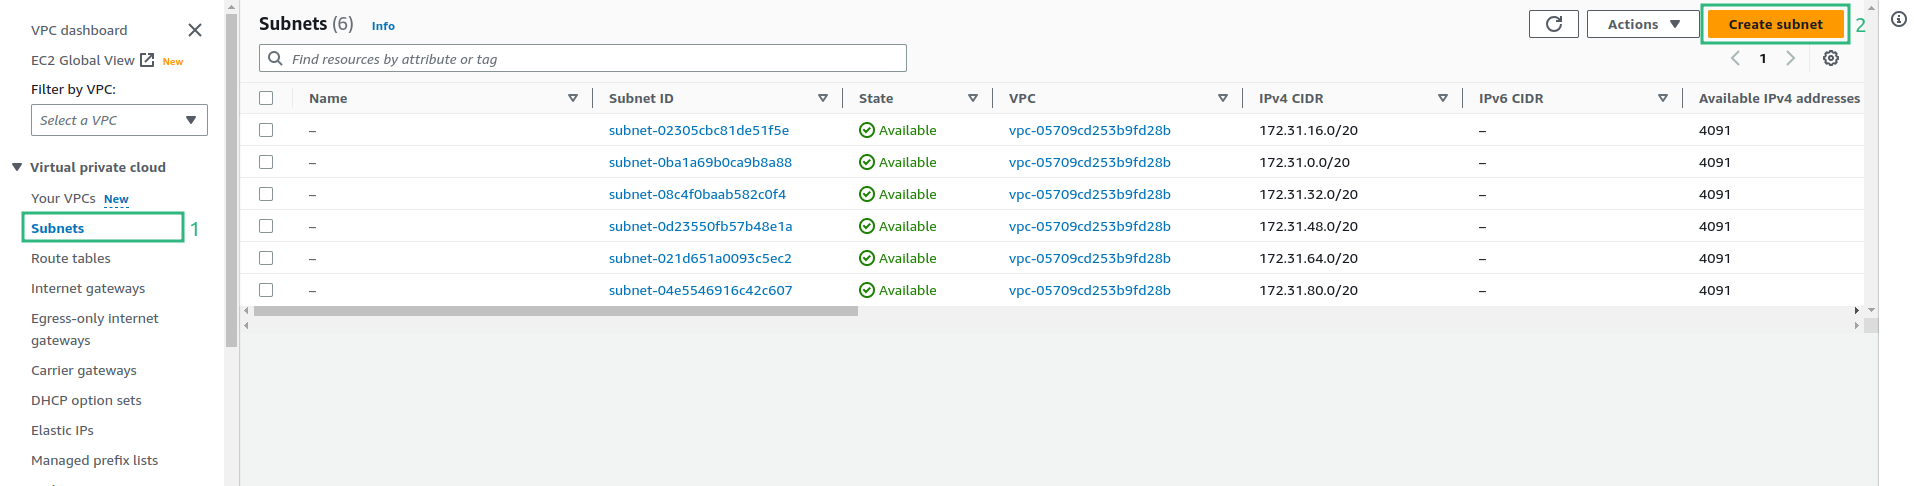 VPC dashboard
EC2 Global View New
Filter by VPC:
Select a VPC
Virtual private cloud
Your VPCs New
Subnets 1
Route tables
Internet gateways
Egress-only internet
gateways
Carrier gateways
DHCP option sets
Elastic IPs
Managed prefix lists
Subnets (6) Info
Actions Create subnet 2
Find resources by attribute or tag
1
Name Subnet ID State VPC IPv4 CIDR IPv6 CIDR Available IPv4 addresses
– subnet-02305cbc81de51f5e Available vpc-05709cd253b9fd28b 172.31.16.0/20 – 4091
– subnet-0ba1a69b0ca9b8a88 Available vpc-05709cd253b9fd28b 172.31.0.0/20 – 4091
– subnet-08c4f0baab582c0f4 Available vpc-05709cd253b9fd28b 172.31.32.0/20 – 4091
– subnet-0d23550fb57b48e1a Available vpc-05709cd253b9fd28b 172.31.48.0/20 – 4091
– subnet-021d651a0093c5ec2 Available vpc-05709cd253b9fd28b 172.31.64.0/20 – 4091
– subnet-04e5546916c42c607 Available vpc-05709cd253b9fd28b 172.31.80.0/20 – 4091